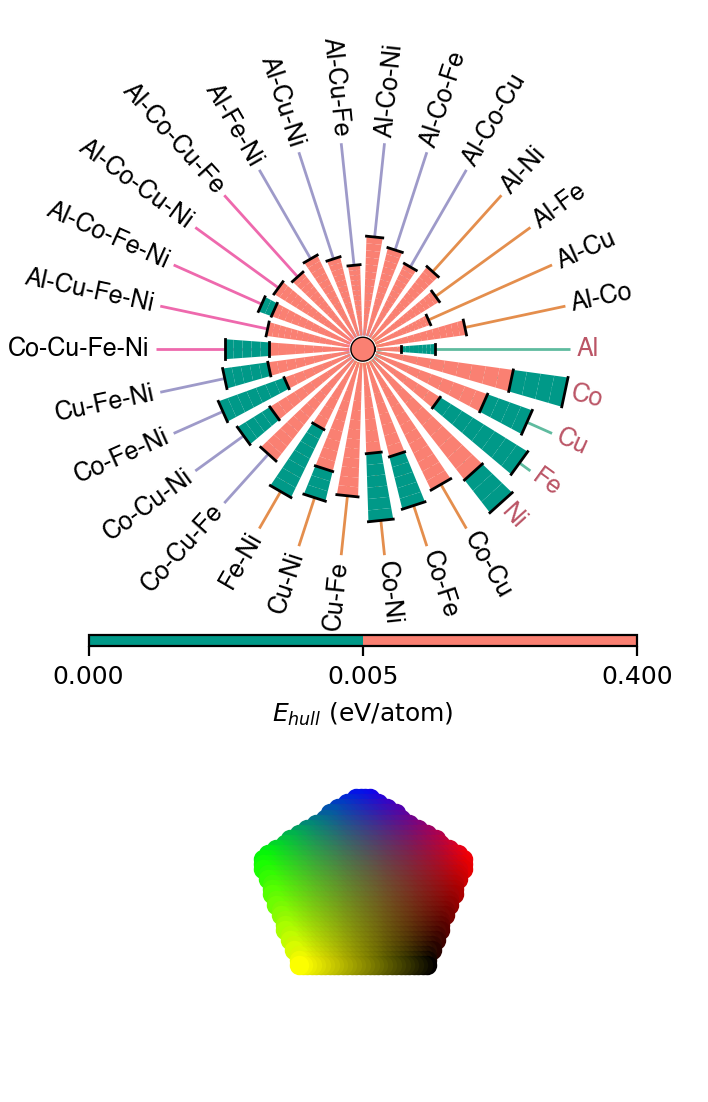 Al-Cu-Fe
Al-Co-Ni
Al-Cu-Ni
Al-Co-Fe
Al-Fe-Ni
Al-Co-Cu
Al-Co-Cu-Fe
Al-Ni
Al-Co-Cu-Ni
Al-Fe
Al-Co-Fe-Ni
Al-Cu
Al-Cu-Fe-Ni
Al-Co
Co-Cu-Fe-Ni
Al
Cu-Fe-Ni
Co
Co-Fe-Ni
Cu
Co-Cu-Ni
Fe
Co-Cu-Fe
Ni
Fe-Ni
Cu-Ni
Cu-Fe
Co-Ni
Co-Fe
Co-Cu
0.000 0.005 0.400
E_hull (eV/atom)